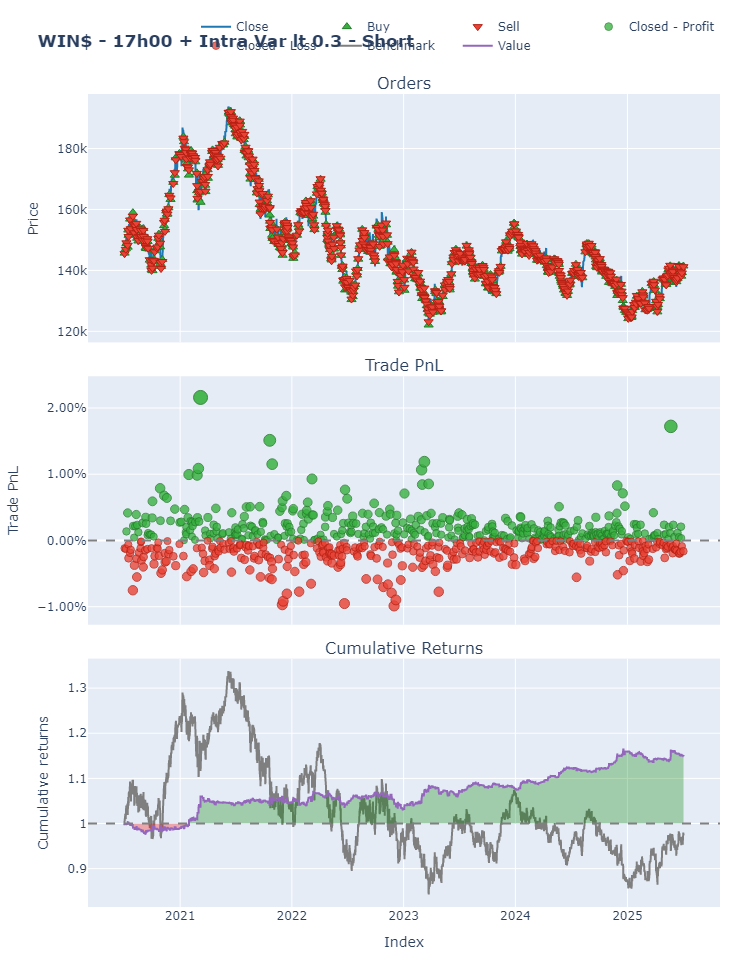 Close Buy Sell Closed - Profit
WIN$ - 17h00 + Intra Var lt 0.3 - Short
Closed - Loss Benchmark Value
Orders
180k
160k
140k
120k
Price
Trade PnL
2.00%
1.00%
0.00%
−1.00%
Trade PnL
Cumulative Returns
1.3
1.2
1.1
1
0.9
Cumulative returns
2021 2022 2023 2024 2025
Index